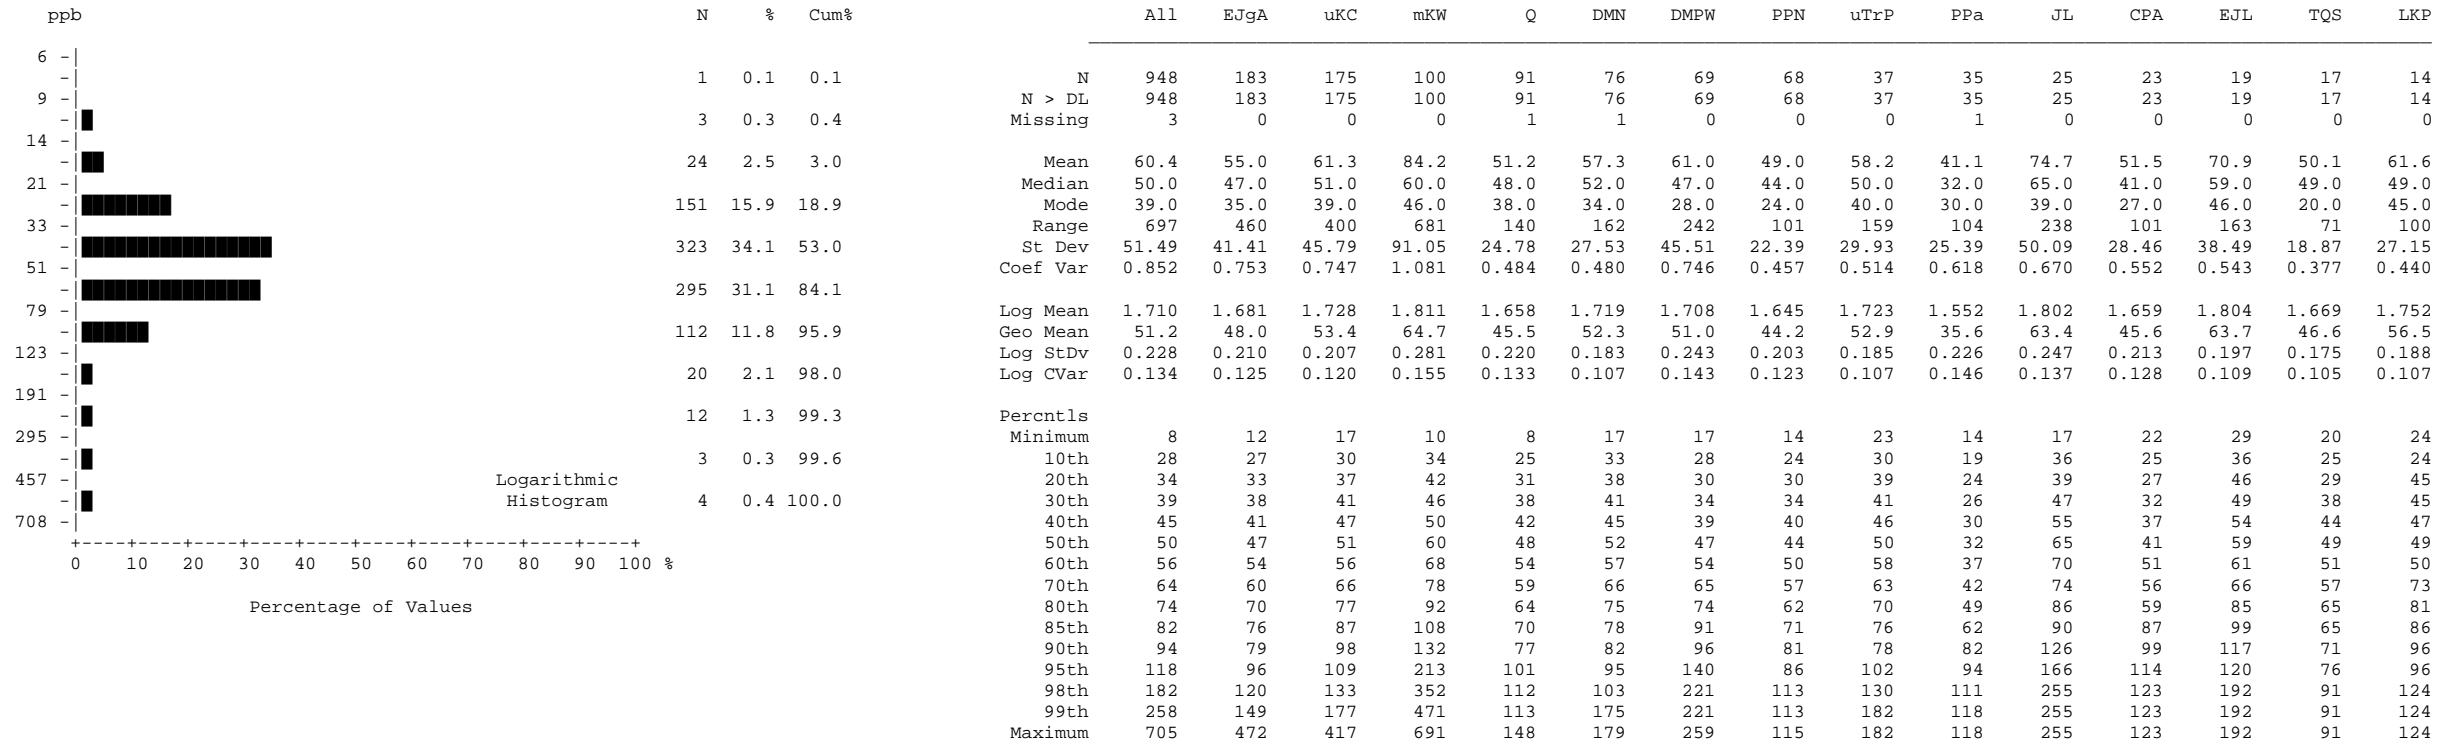 ppb N % Cum% All EJgA uKC mKW Q DMN DMPW PPN uTrP PPa JL CPA EJL TQS LKP
6
1 0.1 0.1 N 948 183 175 100 91 76 69 68 37 35 25 23 19 17 14
9 N > DL 948 183 175 100 91 76 69 68 37 35 25 23 19 17 14
3 0.3 0.4 Missing 3 0 0 0 1 1 0 0 0 1 0 0 0 0 0
14
24 2.5 3.0 Mean 60.4 55.0 61.3 84.2 51.2 57.3 61.0 49.0 58.2 41.1 74.7 51.5 70.9 50.1 61.6
21 Median 50.0 47.0 51.0 60.0 48.0 52.0 47.0 44.0 50.0 32.0 65.0 41.0 59.0 49.0 49.0
151 15.9 18.9 Mode 39.0 35.0 39.0 46.0 38.0 34.0 28.0 24.0 40.0 30.0 39.0 27.0 46.0 20.0 45.0
33 Range 697 460 400 681 140 162 242 101 159 104 238 101 163 71 100
323 34.1 53.0 St Dev 51.49 41.41 45.79 91.05 24.78 27.53 45.51 22.39 29.93 25.39 50.09 28.46 38.49 18.87 27.15
51 Coef Var 0.852 0.753 0.747 1.081 0.484 0.480 0.746 0.457 0.514 0.618 0.670 0.552 0.543 0.377 0.440
295 31.1 84.1
79 Log Mean 1.710 1.681 1.728 1.811 1.658 1.719 1.708 1.645 1.723 1.552 1.802 1.659 1.804 1.669 1.752
112 11.8 95.9 Geo Mean 51.2 48.0 53.4 64.7 45.5 52.3 51.0 44.2 52.9 35.6 63.4 45.6 63.7 46.6 56.5
123 Log StDv 0.228 0.210 0.207 0.281 0.220 0.183 0.243 0.203 0.185 0.226 0.247 0.213 0.197 0.175 0.188
20 2.1 98.0 Log CVar 0.134 0.125 0.120 0.155 0.133 0.107 0.143 0.123 0.107 0.146 0.137 0.128 0.109 0.105 0.107
191
12 1.3 99.3 Percntls
295 Minimum 8 12 17 10 8 17 17 14 23 14 17 22 29 20 24
3 0.3 99.6 10th 28 27 30 34 25 33 28 24 30 19 36 25 36 25 24
457 Logarithmic 20th 34 33 37 42 31 38 30 30 39 24 39 27 46 29 45
Histogram 4 0.4 100.0 30th 39 38 41 46 38 41 34 34 41 26 47 32 49 38 45
708 40th 45 41 47 50 42 45 39 40 46 30 55 37 54 44 47
50th 50 47 51 60 48 52 47 44 50 32 65 41 59 49 49
0 10 20 30 40 50 60 70 80 90 100 % 60th 56 54 56 68 54 57 54 50 58 37 70 51 61 51 50
70th 64 60 66 78 59 66 65 57 63 42 74 56 66 57 73
Percentage of Values 80th 74 70 77 92 64 75 74 62 70 49 86 59 85 65 81
85th 82 76 87 108 70 78 91 71 76 62 90 87 99 65 86
90th 94 79 98 132 77 82 96 81 78 82 126 99 117 71 96
95th 118 96 109 213 101 95 140 86 102 94 166 114 120 76 96
98th 182 120 133 352 112 103 221 113 130 111 255 123 192 91 124
99th 258 149 177 471 113 175 221 113 182 118 255 123 192 91 124
Maximum 705 472 417 691 148 179 259 115 182 118 255 123 192 91 124